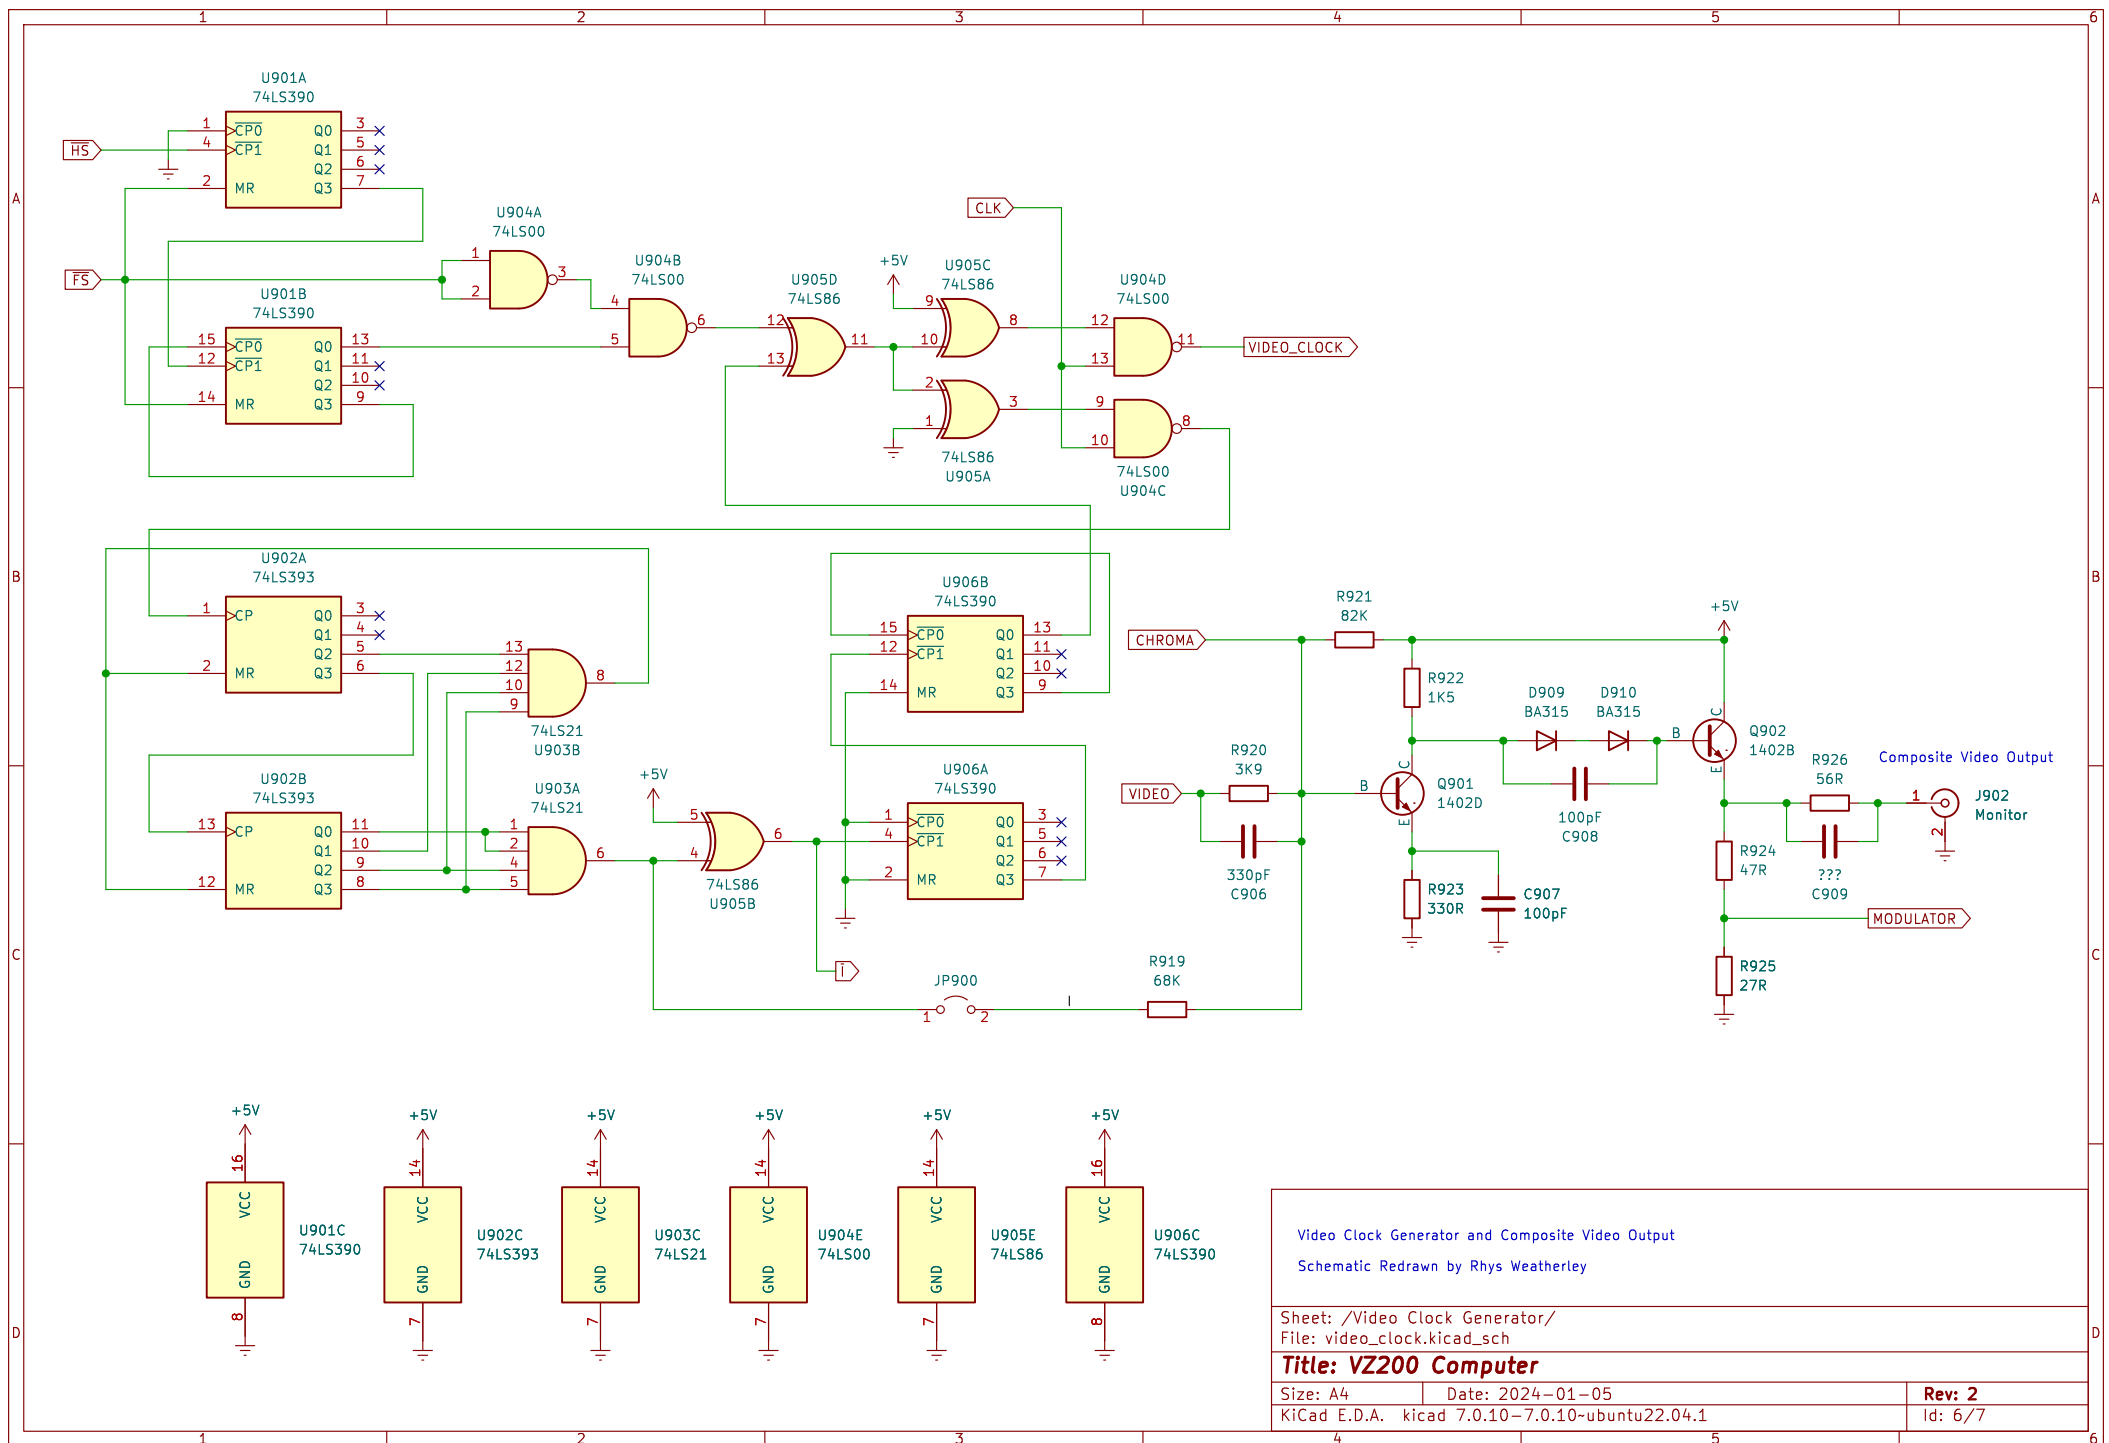 1 2 3 4 5 6
A
B
C
D
A
B
C
D
1 2 3 4 5 6
U901A
74LS390
HS
1 CP0 Q0 3
4 CP1 Q1 5
Q2 6
2 MR Q3 7
FS
U901B
74LS390
15 CP0 Q0 13
12 CP1 Q1 11
Q2 10
14 MR Q3 9
U904A
74LS00
1
2
3
U904B
74LS00
4
5
6
U905D
74LS86
12
13
11
+5V
U905C
74LS86
9
10
8
2
1
3
74LS86
U905A
CLK
U904D
74LS00
12
13
11
VIDEO_CLOCK
9
10
8
74LS00
U904C
U902A
74LS393
1 CP Q0 3
Q1 4
Q2 5
2 MR Q3 6
U902B
74LS393
13 CP Q0 11
Q1 10
Q2 9
12 MR Q3 8
13
12
10
9
8
74LS21
U903B
U903A
74LS21
1
2
4
5
6
+5V
5
4
6
74LS86
U905B
U906B
74LS390
15 CP0 Q0 13
12 CP1 Q1 11
Q2 10
14 MR Q3 9
U906A
74LS390
1 CP0 Q0 3
4 CP1 Q1 5
Q2 6
2 MR Q3 7
I
JP900
1 2
I
R919
68K
CHROMA
R921
82K
VIDEO
R920
3K9
330pF
C906
R922
1K5
B C E
Q901
1402D
R923
330R
C907
100pF
D909
BA315
D910
BA315
100pF
C908
+5V
B C E
Q902
1402B
R924
47R
R925
27R
MODULATOR
R926
56R
???
C909
Composite Video Output
1
2
J902
Monitor
+5V
16
VCC
GND
8
U901C
74LS390
+5V
14
VCC
GND
7
U902C
74LS393
+5V
14
VCC
GND
7
U903C
74LS21
+5V
14
VCC
GND
7
U904E
74LS00
+5V
14
VCC
GND
7
U905E
74LS86
+5V
16
VCC
GND
8
U906C
74LS390
Video Clock Generator and Composite Video Output
Schematic Redrawn by Rhys Weatherley
Sheet: /Video Clock Generator/
File: video_clock.kicad_sch
Title: VZ200 Computer
Size: A4 Date: 2024-01-05 Rev: 2
KiCad E.D.A. kicad 7.0.10-7.0.10~ubuntu22.04.1 Id: 6/7